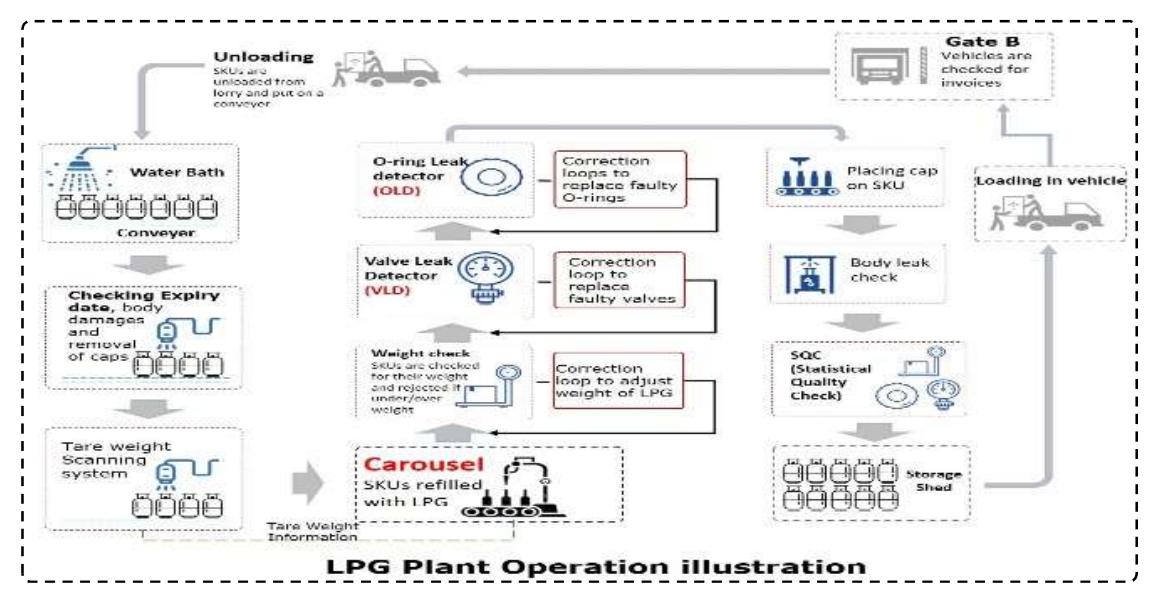 Unloading
SKUs are
unloaded from
lorry and put on a
conveyor
Gate B
Vehicles are
checked for
invoices
Water Bath
Conveyer
Checking Expiry
date, body
damages
and
removal
of caps
Tare weight
Scanning
system
Tare Weight
Information
Carousel
SKUs refilled
with LPG
Weight check
SKUs are checked
for their weight
and rejected if
under/over
weight
Correction
loop to adjust
weight of LPG
Valve Leak
Detector
(VLD)
Correction
loop to
replace
faulty valves
O-ring Leak
detector
(OLD)
Correction
loops to
replace faulty
O-rings
Placing cap
on SKU
Body leak
check
SQC
(Statistical
Quality
Check)
Storage
Shed
Loading in vehicle
LPG Plant Operation illustration